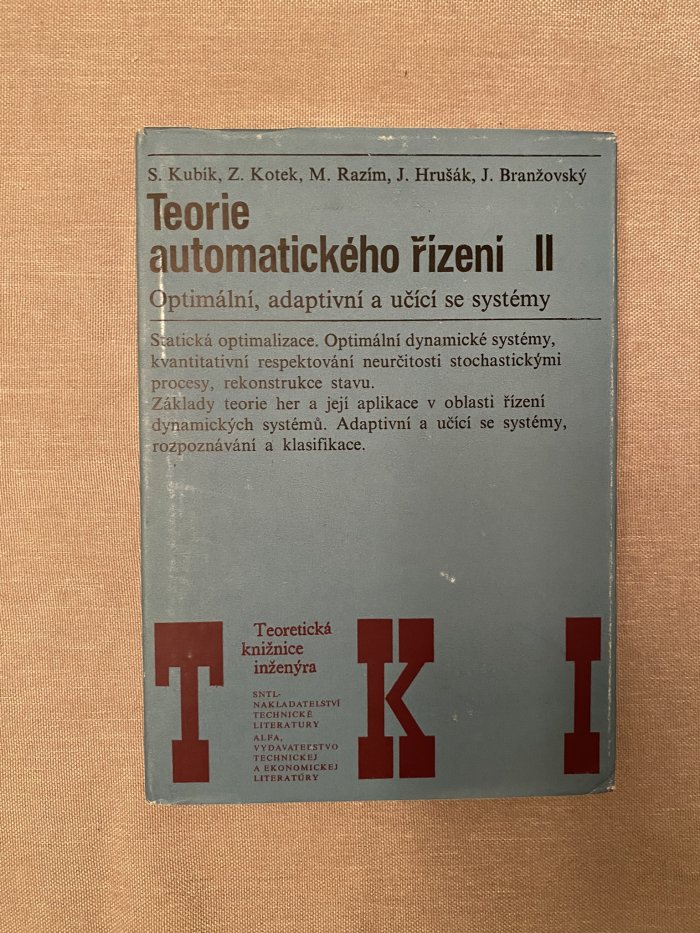 S. Kubík, Z. Kotek, M. Razím, J. Hrušák, J. Branžovský
Teorie
automatického řízení II
Optimální, adaptivní a učící se systémy
Statická optimalizace. Optimální dynamické systémy,
kvantitativní respektování neurčitosti stochastickými
procesy, rekonstrukce stavu.
Základy teorie her a její aplikace v oblasti řízení
dynamických systémů. Adaptivní a učící se systémy,
rozpoznávání a klasifikace.
T K I
Teoretická
knižnice
inženýra
SNTL-
NAKLADATELSTVÍ
TECHNICKÉ
LITERATURY
ALFA,
VYDAVATEĽSTVO
TECHNICKEJ
A EKONOMICKEJ
LITERATÚRY